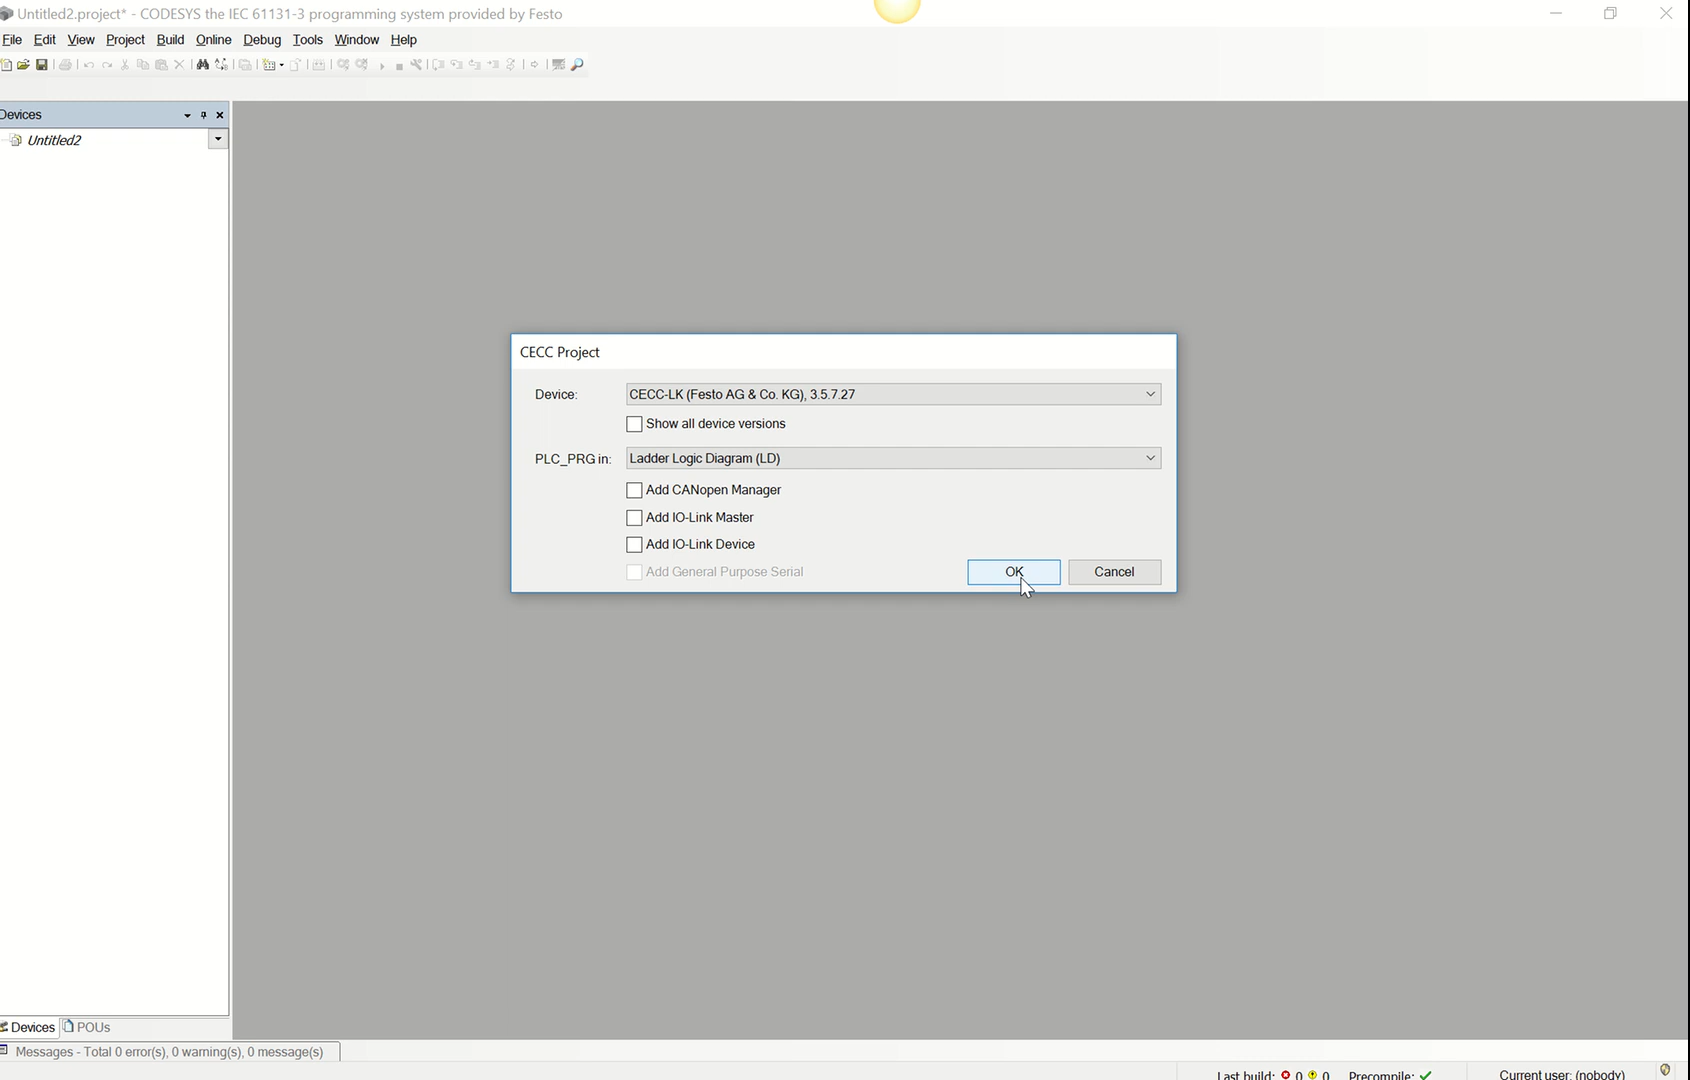 Untitled2.project* - CODESYS the IEC 61131-3 programming system provided by Festo
File Edit View Project Build Online Debug Tools Window Help
Devices
Untitled2
CECC Project
Device: CECC-LK (Festo AG & Co. KG), 3.5.7.27
Show all device versions
PLC_PRG in: Ladder Logic Diagram (LD)
Add CANopen Manager
Add IO-Link Master
Add IO-Link Device
Add General Purpose Serial
OK Cancel
Devices POUs
Messages - Total 0 error(s), 0 warning(s), 0 message(s)
Last build: 0 0 Precompile: Current user: (nobody)